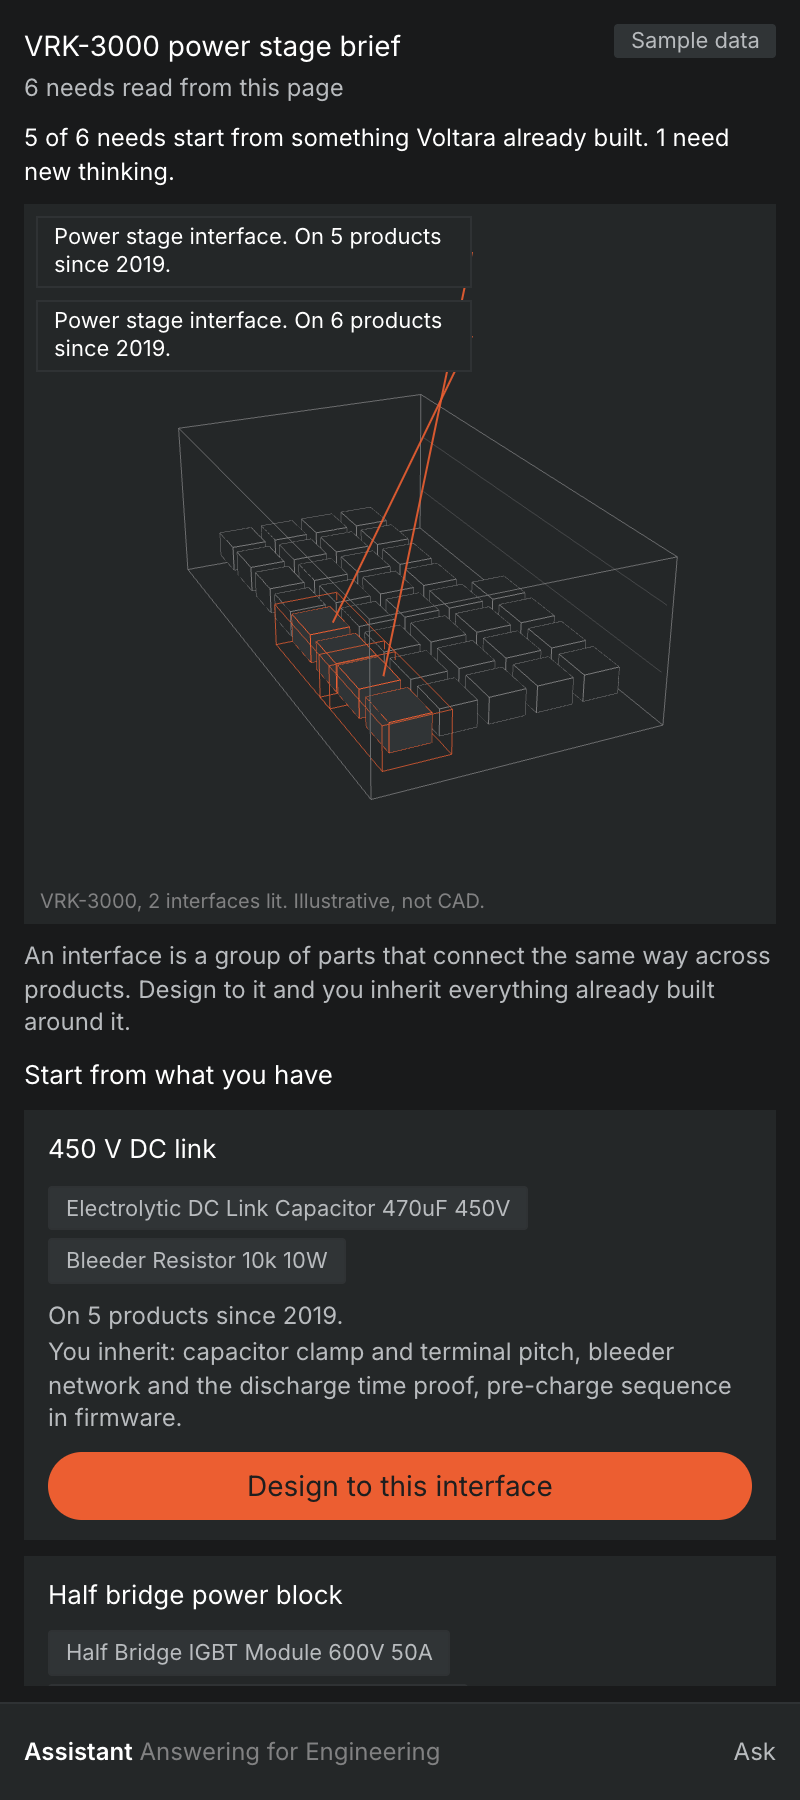 VRK-3000 power stage brief
Sample data
6 needs read from this page
5 of 6 needs start from something Voltara already built. 1 need
new thinking.
Power stage interface. On 5 products
since 2019.
Power stage interface. On 6 products
since 2019.
VRK-3000, 2 interfaces lit. Illustrative, not CAD.
An interface is a group of parts that connect the same way across
products. Design to it and you inherit everything already built
around it.
Start from what you have
450 V DC link
Electrolytic DC Link Capacitor 470uF 450V
Bleeder Resistor 10k 10W
On 5 products since 2019.
You inherit: capacitor clamp and terminal pitch, bleeder
network and the discharge time proof, pre-charge sequence
in firmware.
Design to this interface
Half bridge power block
Half Bridge IGBT Module 600V 50A
Assistant Answering for Engineering
Ask